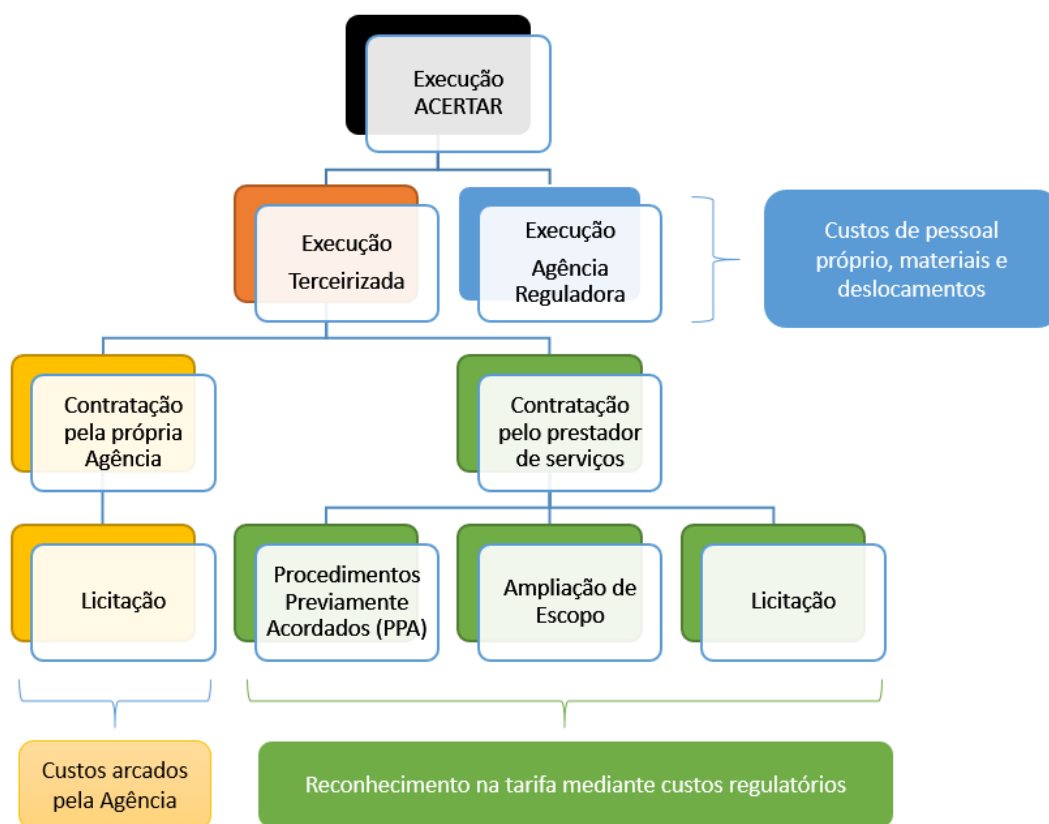 Execução
ACERTAR
Execução
Terceirizada
Execução
Agência
Reguladora
Custos de pessoal
próprio, materiais e
deslocamentos
Contratação
pela própria
Agência
Contratação
pelo prestador
de serviços
Licitação
Procedimentos
Previamente
Acordados (PPA)
Ampliação de
Escopo
Licitação
Custos arcados
pela Agência
Reconhecimento na tarifa mediante custos regulatórios